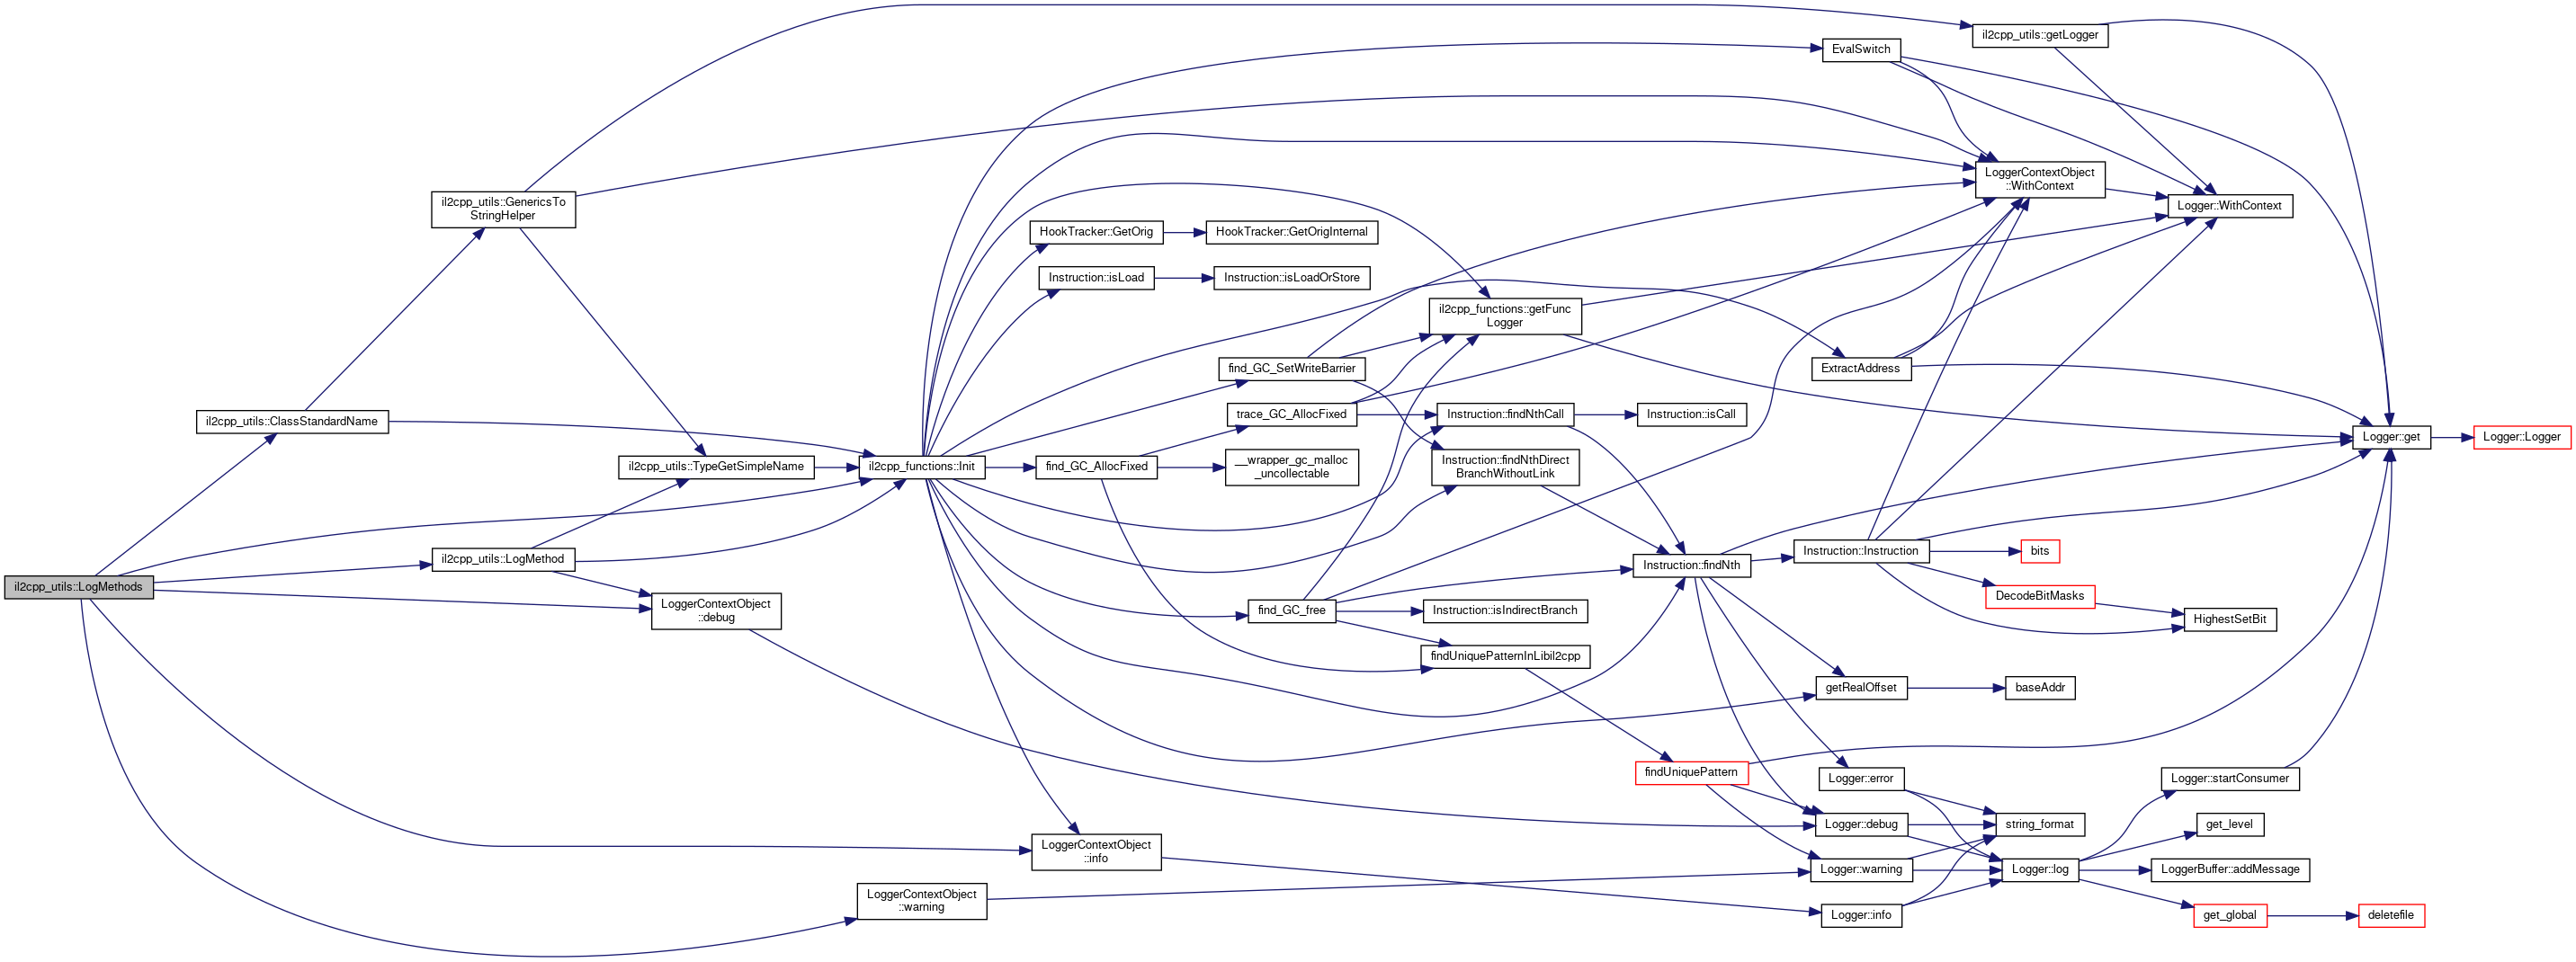 il2cpp_utils::LogMethods
il2cpp_utils::ClassStandardName
il2cpp_utils::GenericsTo
StringHelper
il2cpp_utils::TypeGetSimpleName
il2cpp_utils::LogMethod
LoggerContextObject
::debug
il2cpp_functions::Init
LoggerContextObject
::warning
HookTracker::GetOrig
Instruction::isLoad
find_GC_AllocFixed
LoggerContextObject
::info
HookTracker::GetOrigInternal
Instruction::isLoadOrStore
find_GC_SetWriteBarrier
trace_GC_AllocFixed
__wrapper_gc_malloc
_uncollectable
find_GC_free
il2cpp_functions::getFunc
Logger
Instruction::findNthCall
Instruction::findNthDirect
BranchWithoutLink
Instruction::isIndirectBranch
findUniquePatternInLibil2cpp
Instruction::isCall
Instruction::findNth
findUniquePattern
EvalSwitch
ExtractAddress
Instruction::Instruction
getRealOffset
Logger::error
Logger::debug
Logger::warning
Logger::info
il2cpp_utils::getLogger
LoggerContextObject
::WithContext
bits
DecodeBitMasks
baseAddr
string_format
Logger::log
Logger::WithContext
HighestSetBit
Logger::startConsumer
get_level
LoggerBuffer::addMessage
get_global
Logger::get
deletefile
Logger::Logger